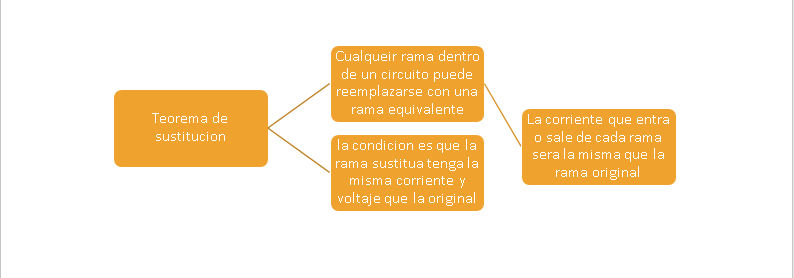 Teorema de
sustitucion
Cualqueir rama dentro
de un circuito puede
reemplazarse con una
rama equivalente
la condicion es que la
rama sustitua tenga la
misma corriente y
voltaje que la original
La corriente que entra
o sale de cada rama
sera la misma que la
rama original